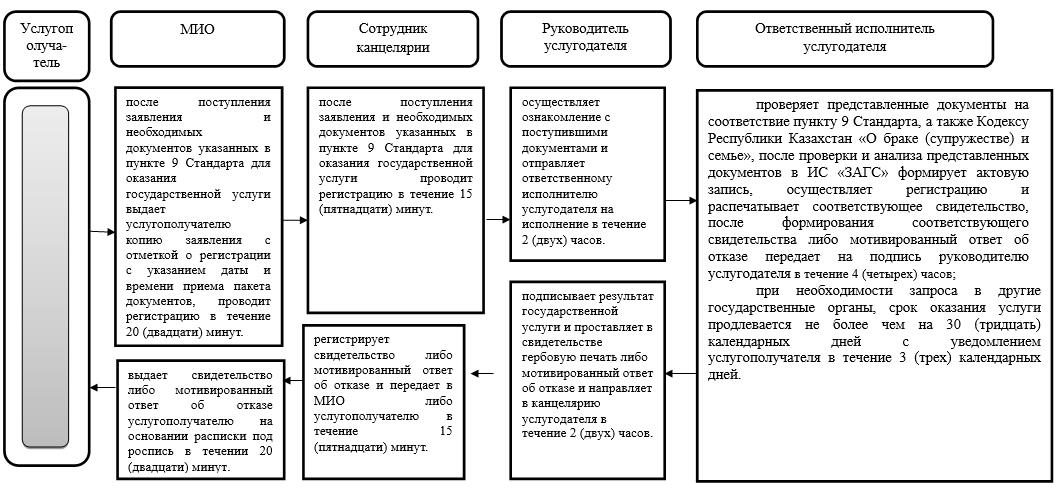 Услугоп
олуча-
тель
МИО
Сотрудник
канцелярии
Руководитель
услугодателя
Ответственный исполнитель
услугодателя
после поступления
заявления и
необходимых
документов указанных в
пункте 9 Стандарта для
оказания
государственной услуги
выдает
услугополучателю
копию заявления с
отметкой о регистрации
с указанием даты и
времени приема пакета
документов, проводит
регистрацию в течение
20 (двадцати) минут.
после поступления
заявления и необходимых
документов указанных в
пункте 9 Стандарта для
оказания государственной
услуги проводит
регистрацию в течение 15
(пятнадцати) минут.
осуществляет
ознакомление с
поступившими
документами и
отправляет
ответственному
исполнителю
услугодателя на
исполнение в течение
2 (двух) часов.
проверяет представленные документы на
соответствие пункту 9 Стандарта, а также Кодексу
Республики Казахстан «О браке (супружестве) и
семье», после проверки и анализа представленных
документов в ИС «ЗАГС» формирует актовую
запись, осуществляет регистрацию и
распечатывает соответствующее свидетельство,
после формирования соответствующего
свидетельства либо мотивированный ответ об
отказе передает на подпись руководителю
услугодателя в течение 4 (четырех) часов;
при необходимости запроса в другие
государственные органы, срок оказания услуги
продлевается не более чем на 30 (тридцать)
календарных дней с уведомлением
услугополучателя в течение 3 (трех) календарных
дней.
подписывает результат
государственной
услуги и проставляет в
свидетельстве
гербовую печать либо
мотивированный ответ
об отказе и направляет
в канцелярию
услугодателя в
течение 2 (двух) часов.
регистрирует
свидетельство либо
мотивированный ответ
об отказе и передает в
МИО либо
услугополучателю в
течение 15
(пятнадцати) минут.
выдает свидетельство
либо мотивированный
ответ об отказе
услугополучателю на
основании расписки под
роспись в течении 20
(двадцати) минут.